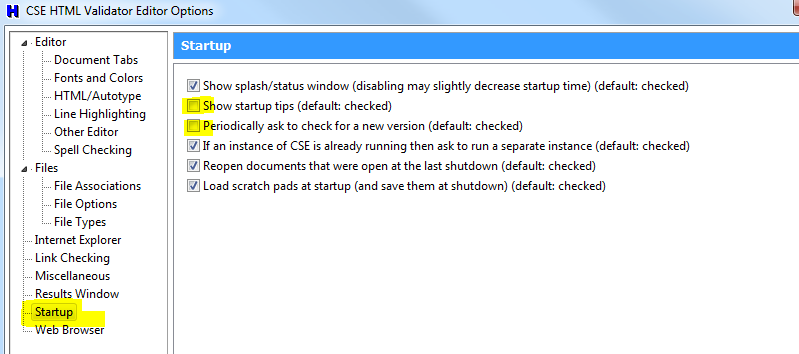 CSE HTML Validator Editor Options
Editor
Document Tabs
Fonts and Colors
HTML/Autotype
Line Highlighting
Other Editor
Spell Checking
Files
File Associations
File Options
File Types
Internet Explorer
Link Checking
Miscellaneous
Results Window
Startup
Web Browser
Startup
Show splash/status window (disabling may slightly decrease startup time) (default: checked)
Show startup tips (default: checked)
Periodically ask to check for a new version (default: checked)
If an instance of CSE is already running then ask to run a separate instance (default: checked)
Reopen documents that were open at the last shutdown (default: checked)
Load scratch pads at startup (and save them at shutdown) (default: checked)